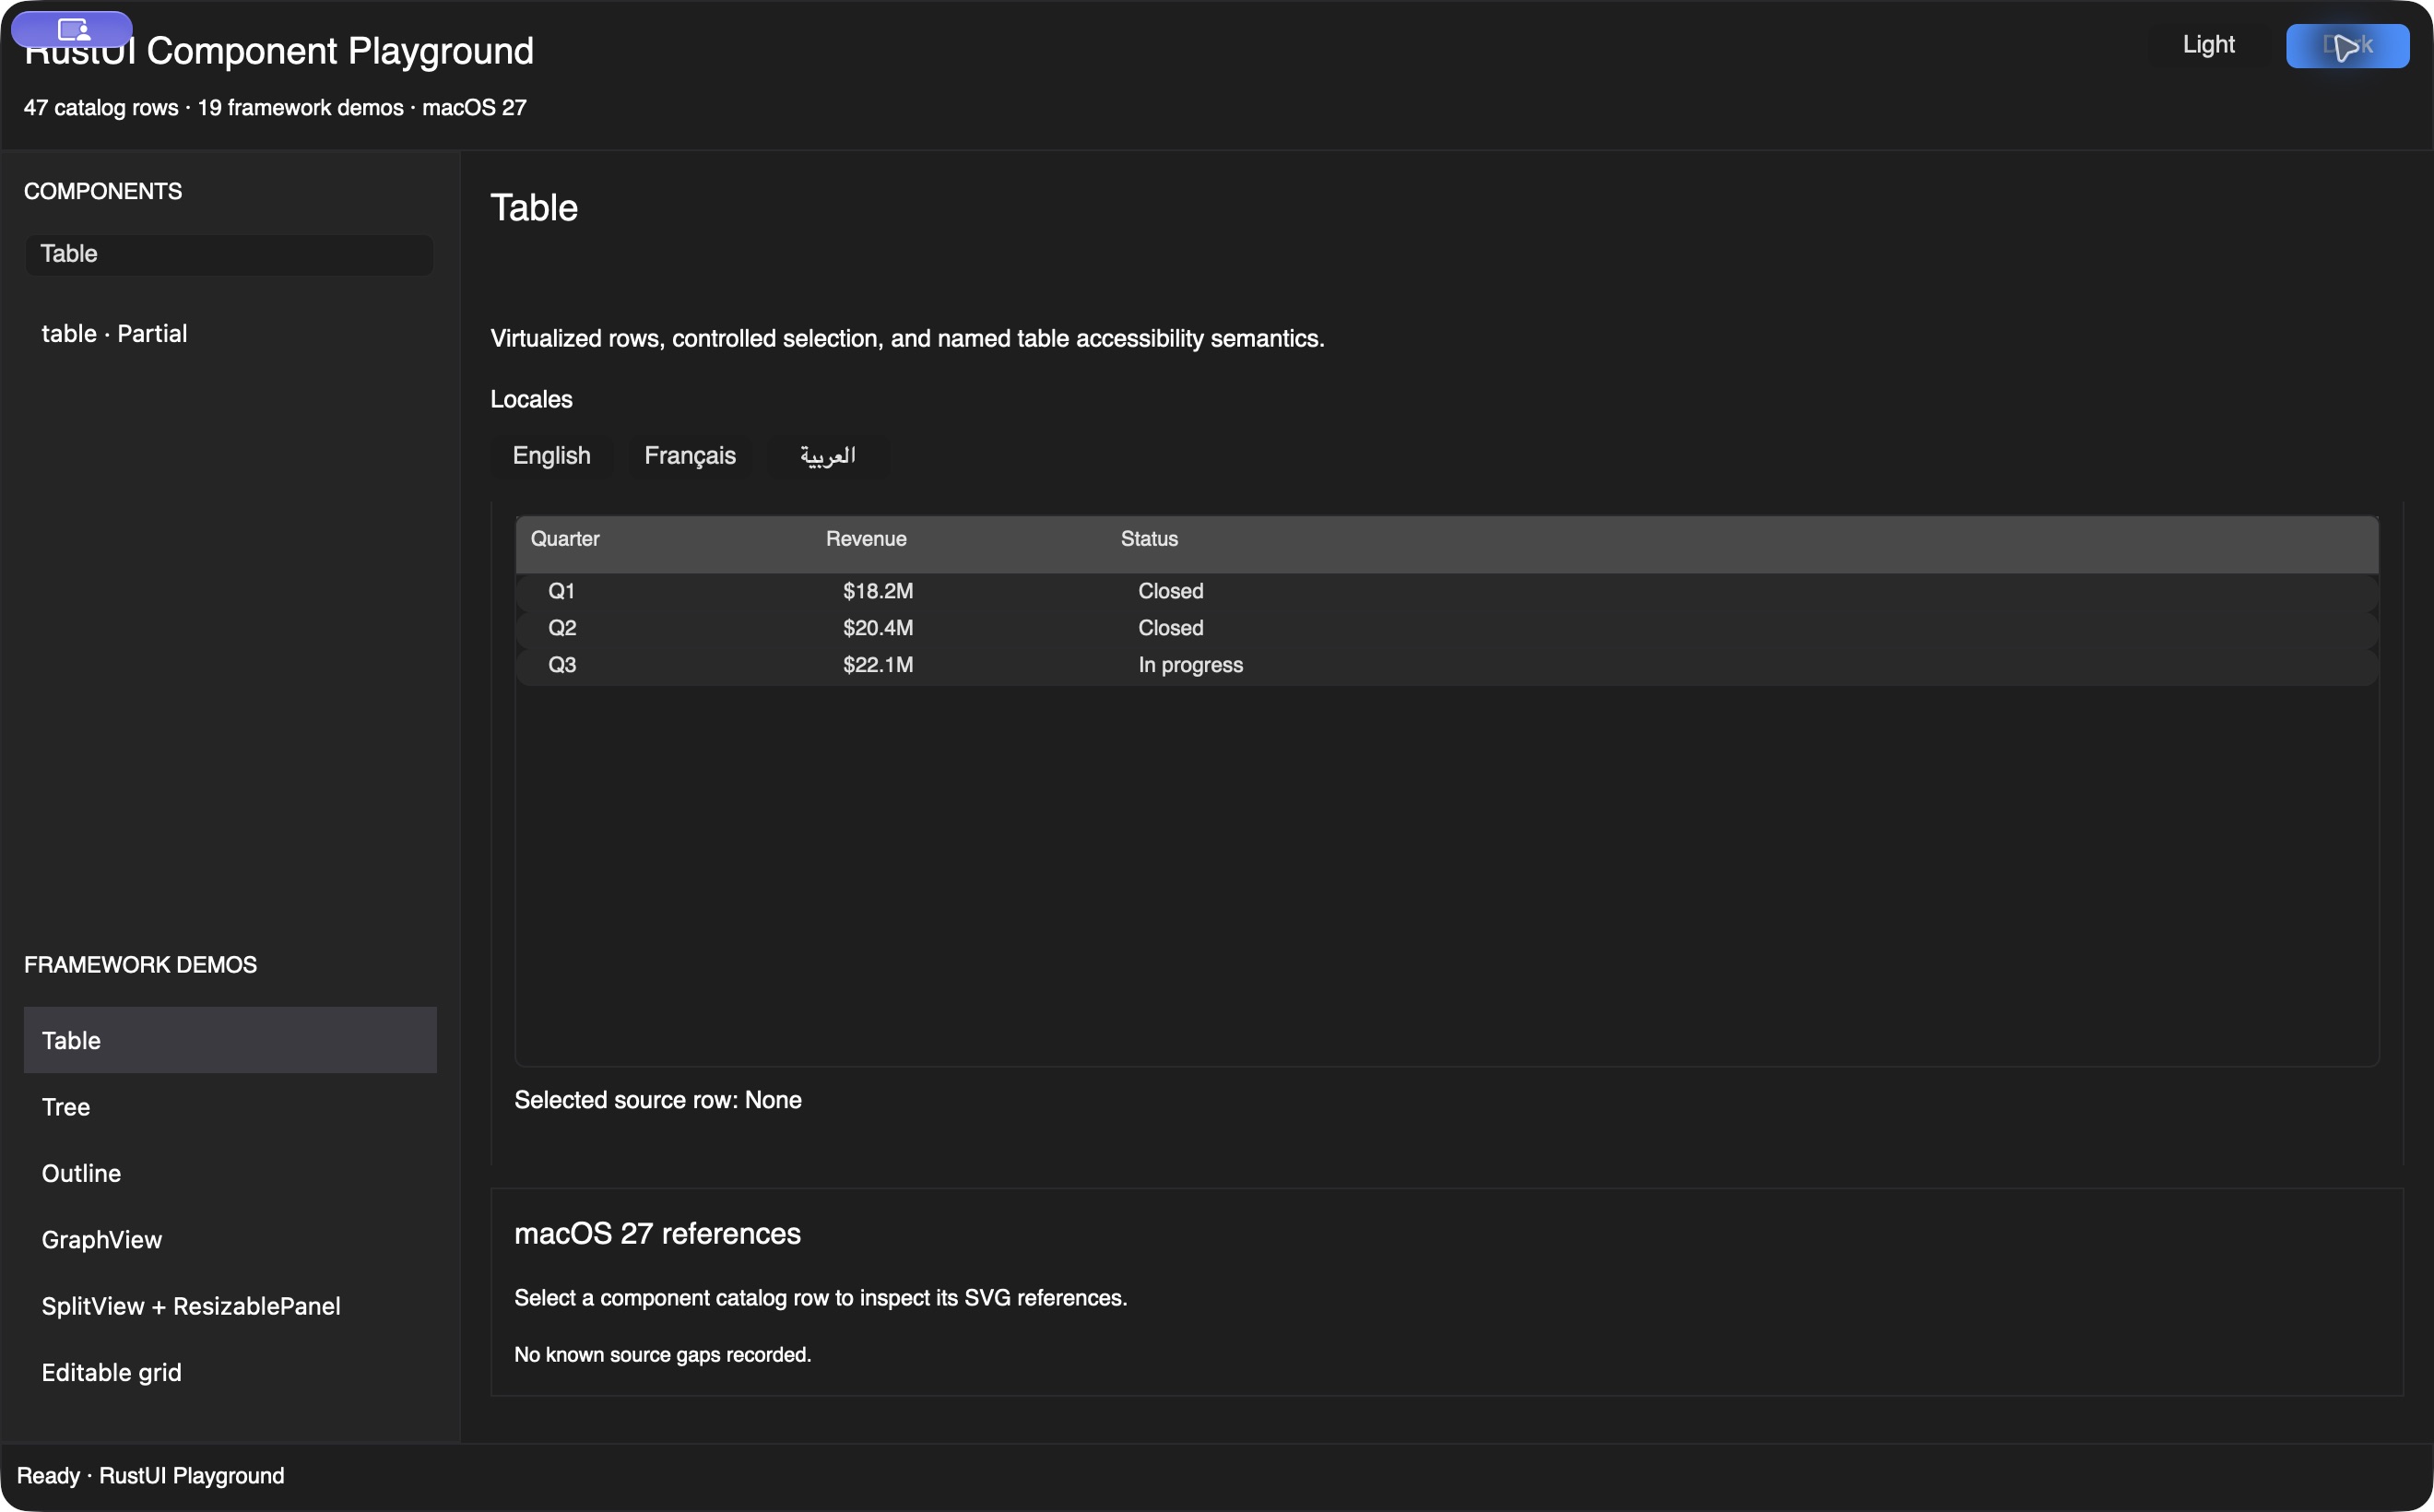 RustUI Component Playground
Light
Dark
47 catalog rows · 19 framework demos · macOS 27
COMPONENTS
Table
table · Partial
FRAMEWORK DEMOS
Table
Tree
Outline
GraphView
SplitView + ResizablePanel
Editable grid
Table
Virtualized rows, controlled selection, and named table accessibility semantics.
Locales
English Français العربية
Quarter Revenue Status
Q1 $18.2M Closed
Q2 $20.4M Closed
Q3 $22.1M In progress
Selected source row: None
macOS 27 references
Select a component catalog row to inspect its SVG references.
No known source gaps recorded.
Ready · RustUI Playground